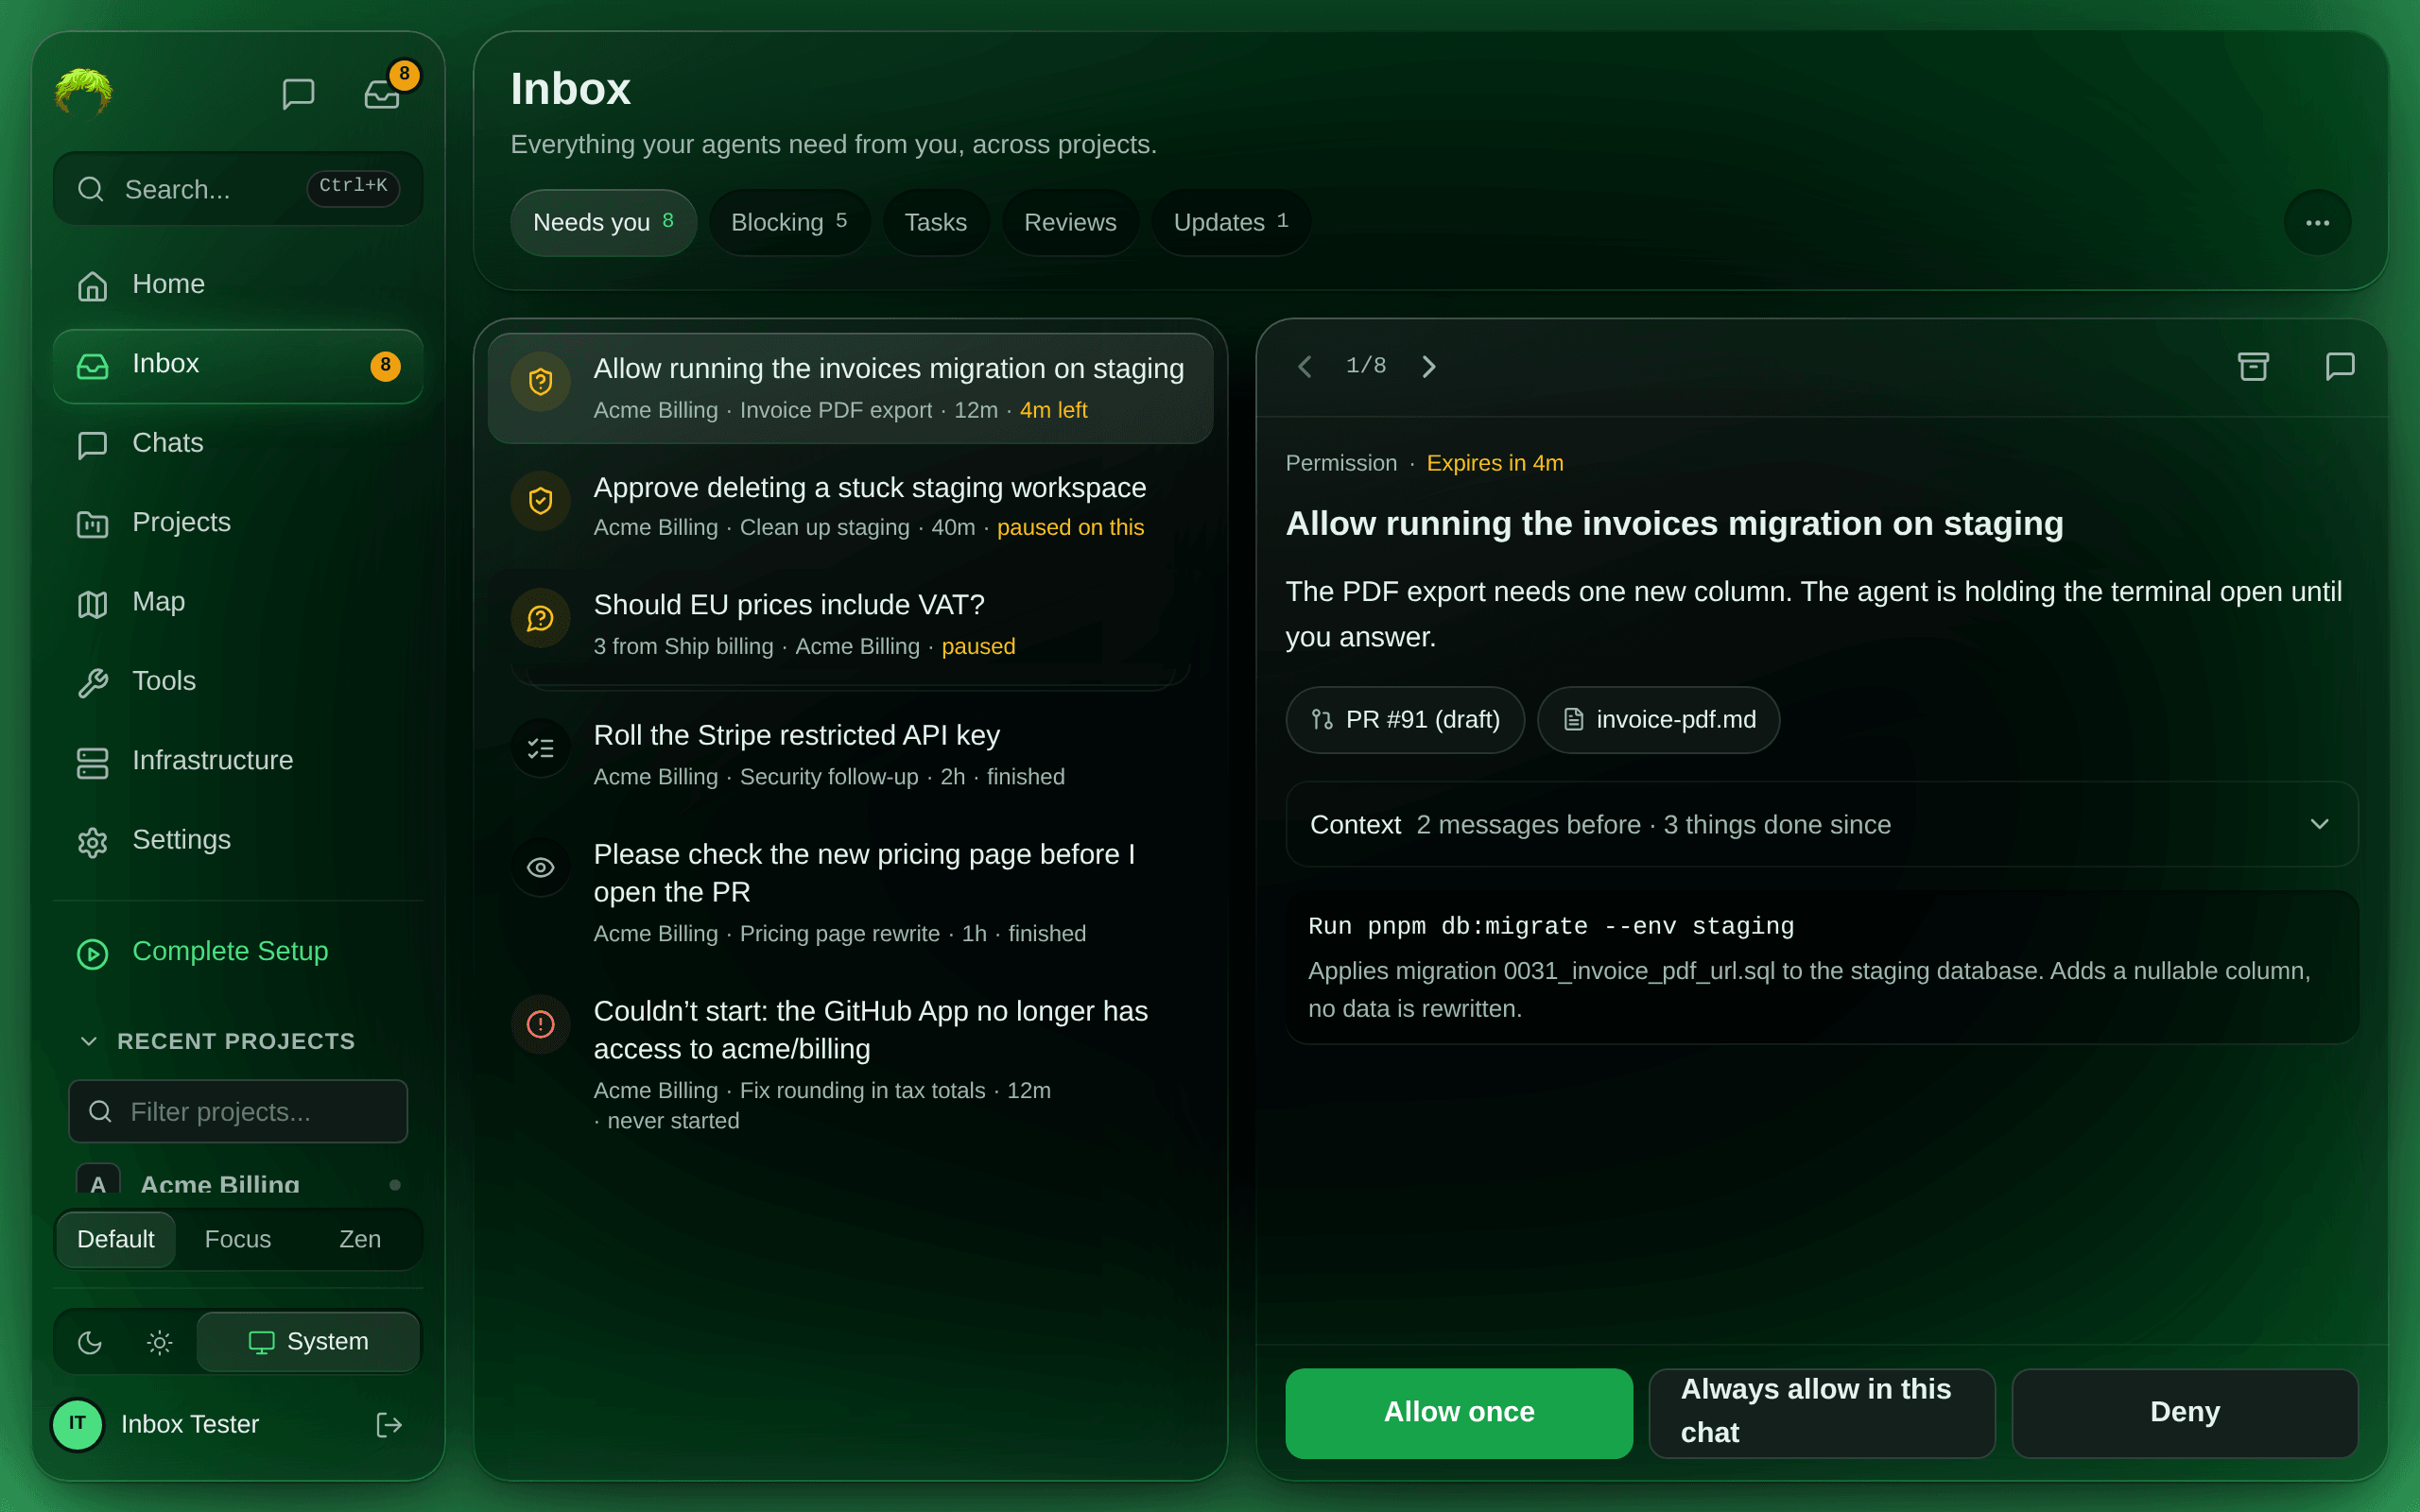 8
Search...
Ctrl+K
Home
Inbox
8
Chats
Projects
Map
Tools
Infrastructure
Settings
Complete Setup
RECENT PROJECTS
Filter projects...
A Acme Billing
Default Focus Zen
System
IT Inbox Tester
Inbox
Everything your agents need from you, across projects.
Needs you 8 Blocking 5 Tasks Reviews Updates 1
Allow running the invoices migration on staging
Acme Billing · Invoice PDF export · 12m · 4m left
Approve deleting a stuck staging workspace
Acme Billing · Clean up staging · 40m · paused on this
Should EU prices include VAT?
3 from Ship billing · Acme Billing · paused
Roll the Stripe restricted API key
Acme Billing · Security follow-up · 2h · finished
Please check the new pricing page before I
open the PR
Acme Billing · Pricing page rewrite · 1h · finished
Couldn’t start: the GitHub App no longer has
access to acme/billing
Acme Billing · Fix rounding in tax totals · 12m
· never started
1/8
Permission · Expires in 4m
Allow running the invoices migration on staging
The PDF export needs one new column. The agent is holding the terminal open until
you answer.
PR #91 (draft) invoice-pdf.md
Context 2 messages before · 3 things done since
Run pnpm db:migrate --env staging
Applies migration 0031_invoice_pdf_url.sql to the staging database. Adds a nullable column,
no data is rewritten.
Allow once
Always allow in this
chat
Deny